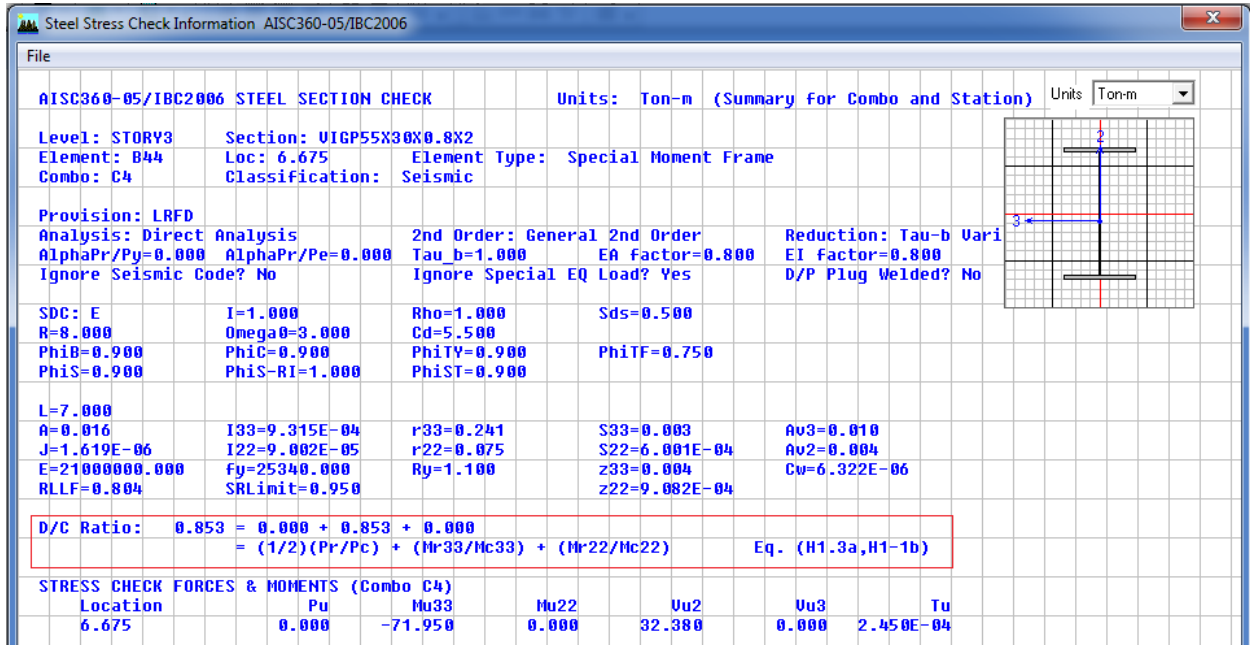 Steel Stress Check Information AISC360-05/IBC2006
File
AISC360-05/IBC2006 STEEL SECTION CHECK Units: Ton-m (Summary for Combo and Station) Units Ton-m
Level: STORY3 Section: VIGP55X30X0.8X2
Element: B44 Loc: 6.675 Element Type: Special Moment Frame
Combo: C4 Classification: Seismic
2
3
Provision: LRFD
Analysis: Direct Analysis 2nd Order: General 2nd Order Reduction: Tau-b Vari
AlphaPr/Py=0.000 AlphaPr/Pe=0.000 Tau_b=1.000 EA factor=0.800 EI factor=0.800
Ignore Seismic Code? No Ignore Special EQ Load? Yes D/P Plug Welded? No
SDC: E I=1.000 Rho=1.000 Sds=0.500
R=8.000 Omega0=3.000 Cd=5.500
PhiB=0.900 PhiC=0.900 PhiTY=0.900 PhiTF=0.750
PhiS=0.900 PhiS-RI=1.000 PhiST=0.900
L=7.000
A=0.016 I33=9.315E-04 r33=0.241 S33=0.003 Av3=0.010
J=1.619E-06 I22=9.002E-05 r22=0.075 S22=6.001E-04 Av2=0.004
E=21000000.000 fy=25340.000 Ry=1.100 z33=0.004 Cw=6.322E-06
RLLF=0.804 SRLimit=0.950 z22=9.082E-04
D/C Ratio: 0.853 = 0.000 + 0.853 + 0.000
= (1/2)(Pr/Pc) + (Mr33/Mc33) + (Mr22/Mc22) Eq. (H1.3a,H1-1b)
STRESS CHECK FORCES & MOMENTS (Combo C4)
Location Pu Mu33 Mu22 Vu2 Vu3 Tu
6.675 0.000 -71.950 0.000 32.380 0.000 2.450E-04